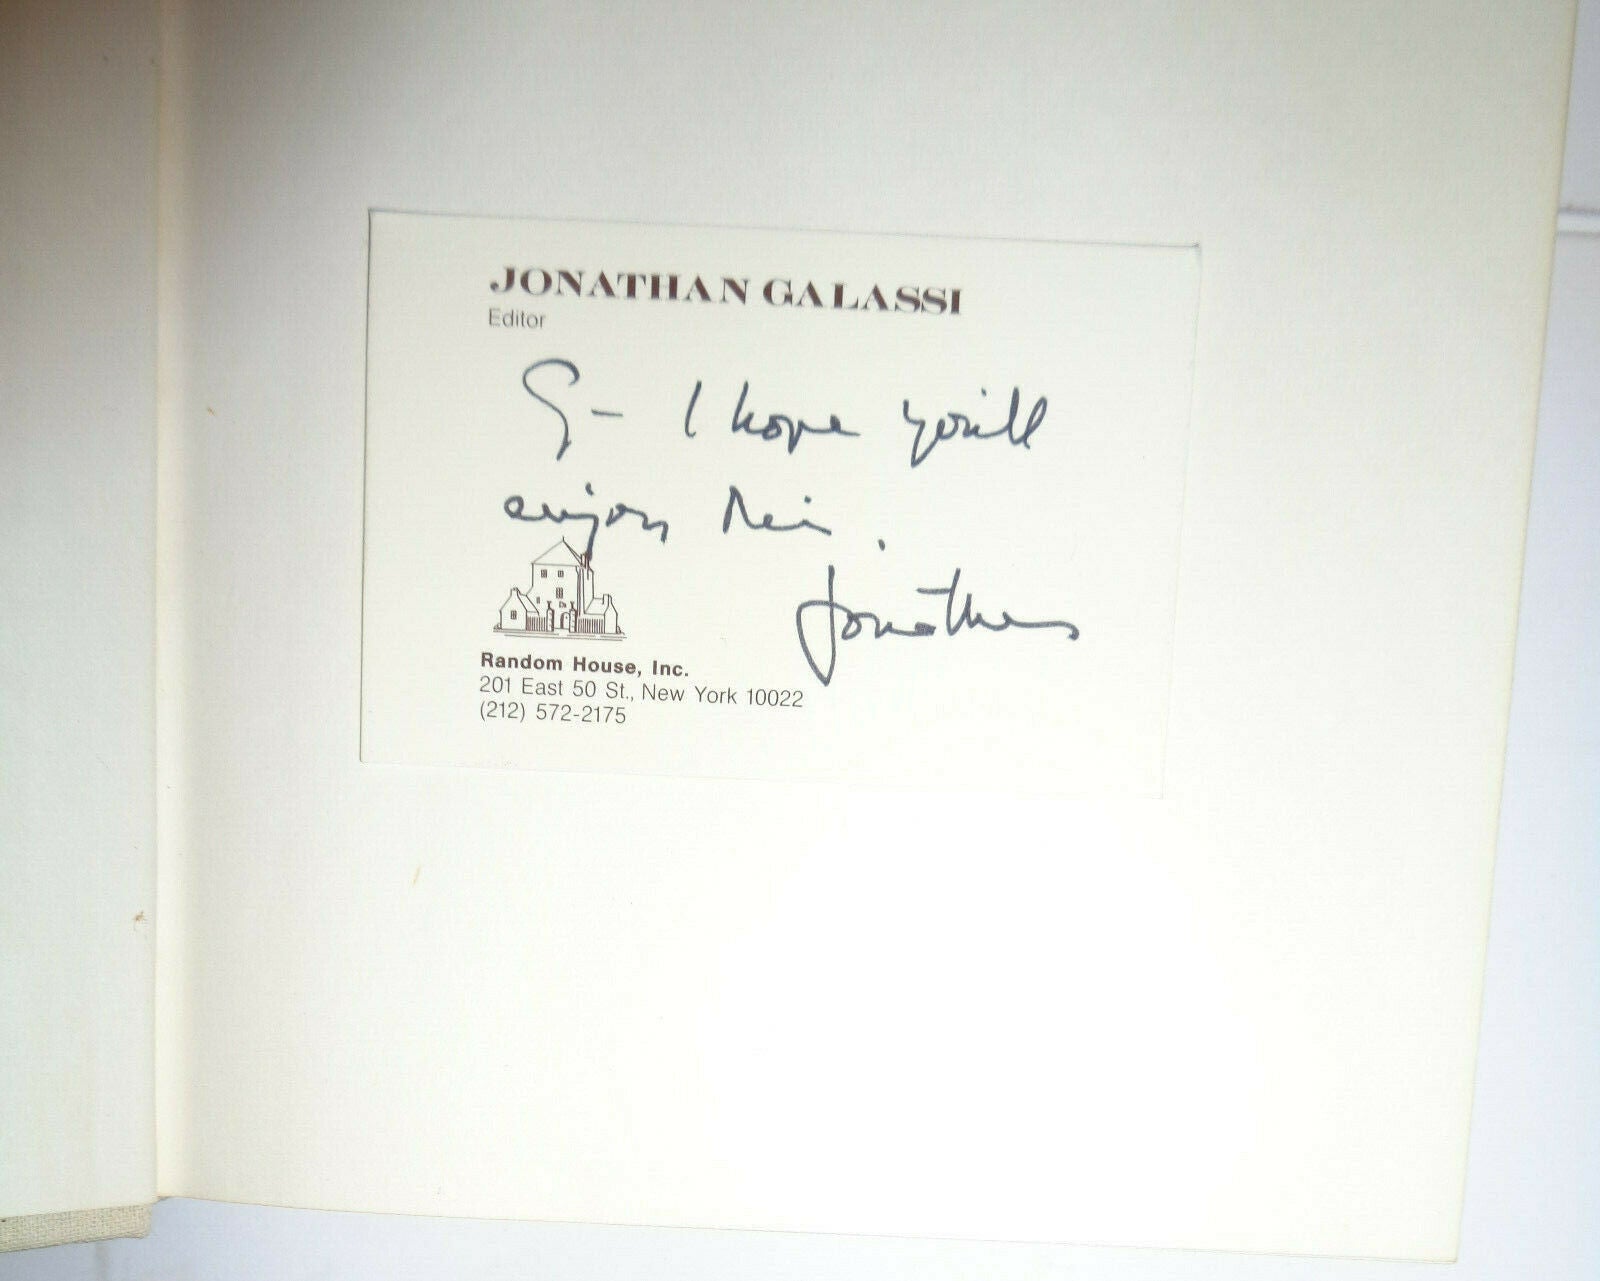 JONATHAN GALASSI
Editor
G – I hope you'll
enjoy this.
Jonathan
Random House, Inc.
201 East 50 St., New York 10022
(212) 572-2175